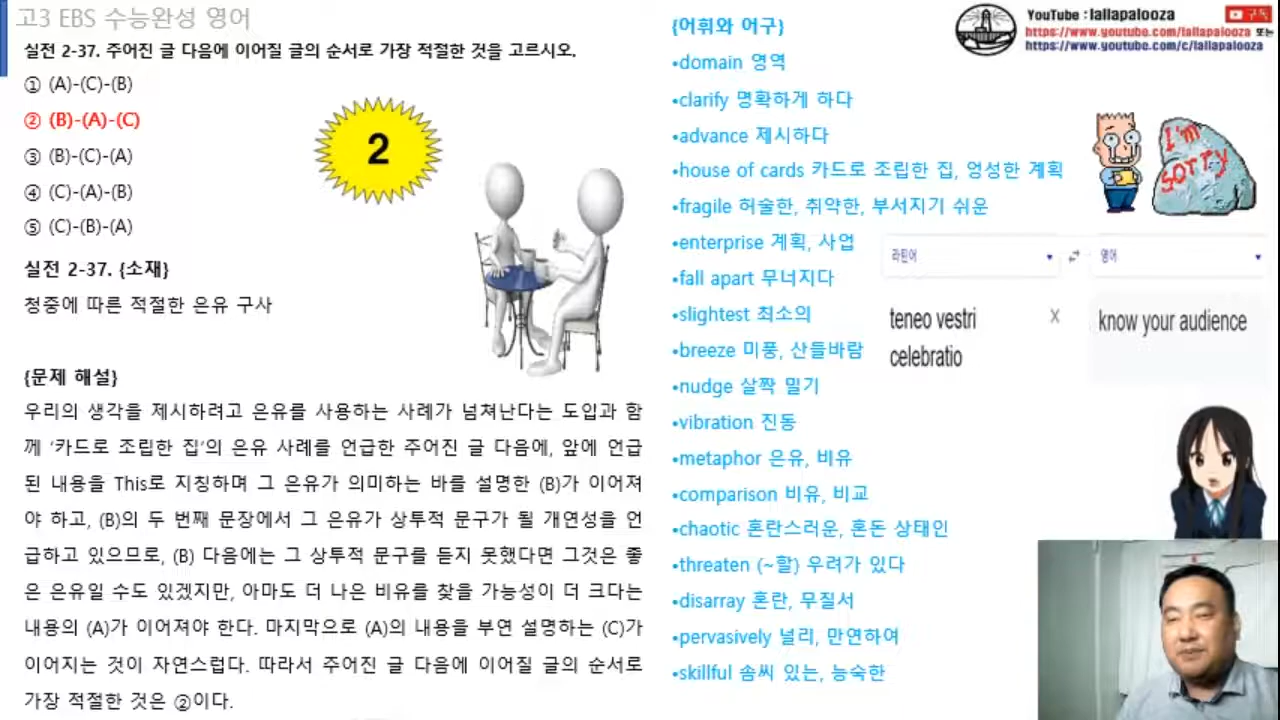 고3 EBS 수능완성 영어
실전 2-37. 주어진 글 다음에 이어질 글의 순서로 가장 적절한 것을 고르시오.
① (A)-(C)-(B)
② (B)-(A)-(C)
③ (B)-(C)-(A)
④ (C)-(A)-(B)
⑤ (C)-(B)-(A)
2
실전 2-37. {소재}
청중에 따른 적절한 은유 구사
{문제 해설}
우리의 생각을 제시하려고 은유를 사용하는 사례가 넘쳐난다는 도입과 함
께 ‘카드로 조립한 집’의 은유 사례를 언급한 주어진 글 다음에, 앞에 언급
된 내용을 This로 지칭하며 그 은유가 의미하는 바를 설명한 (B)가 이어져
야 하고, (B)의 두 번째 문장에서 그 은유가 상투적 문구가 될 개연성을 언
급하고 있으므로, (B) 다음에는 그 상투적 문구를 듣지 못했다면 그것은 좋
은 은유일 수도 있겠지만, 아마도 더 나은 비유를 찾을 가능성이 더 크다는
내용의 (A)가 이어져야 한다. 마지막으로 (A)의 내용을 부연 설명하는 (C)가
이어지는 것이 자연스럽다. 따라서 주어진 글 다음에 이어질 글의 순서로
가장 적절한 것은 ②이다.
{어휘와 어구}
•domain 영역
•clarify 명확하게 하다
•advance 제시하다
•house of cards 카드로 조립한 집, 엉성한 계획
•fragile 허술한, 취약한, 부서지기 쉬운
•enterprise 계획, 사업
•fall apart 무너지다
•slightest 최소의
•breeze 미풍, 산들바람
•nudge 살짝 밀기
•vibration 진동
•metaphor 은유, 비유
•comparison 비유, 비교
•chaotic 혼란스러운, 혼돈 상태인
•threaten (~할) 우려가 있다
•disarray 혼란, 무질서
•pervasively 널리, 만연하여
•skillful 솜씨 있는, 능숙한
YouTube : lallapalooza
구독
https://www.youtube.com/lallapalooza 또는
https://www.youtube.com/c/lallapalooza
I'm
SORRY
라틴어
영어
teneo vestri
celebratio
X
know your audience